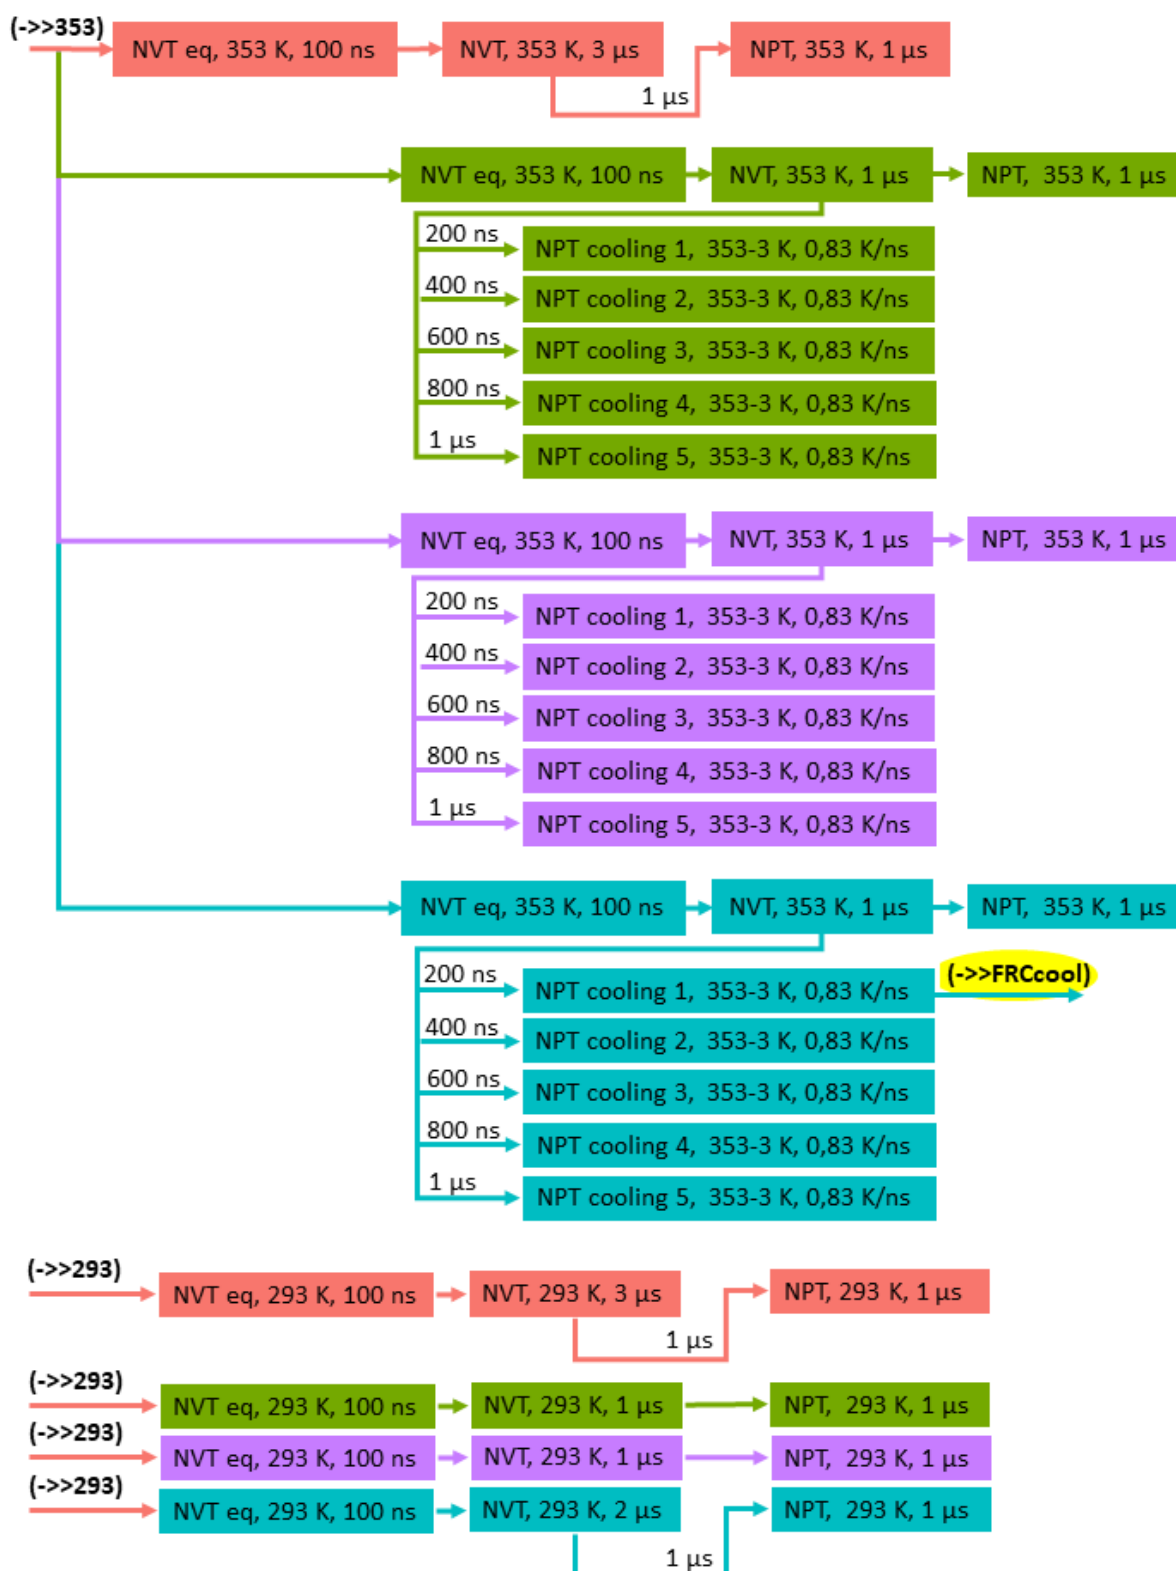 (->>353)
NVT eq, 353 K, 100 ns
NVT, 353 K, 3 µs
NPT, 353 K, 1 µs
1 µs
NVT eq, 353 K, 100 ns
NVT, 353 K, 1 µs
NPT, 353 K, 1 µs
200 ns
NPT cooling 1, 353-3 K, 0,83 K/ns
400 ns
NPT cooling 2, 353-3 K, 0,83 K/ns
600 ns
NPT cooling 3, 353-3 K, 0,83 K/ns
800 ns
NPT cooling 4, 353-3 K, 0,83 K/ns
1 µs
NPT cooling 5, 353-3 K, 0,83 K/ns
NVT eq, 353 K, 100 ns
NVT, 353 K, 1 µs
NPT, 353 K, 1 µs
200 ns
NPT cooling 1, 353-3 K, 0,83 K/ns
400 ns
NPT cooling 2, 353-3 K, 0,83 K/ns
600 ns
NPT cooling 3, 353-3 K, 0,83 K/ns
800 ns
NPT cooling 4, 353-3 K, 0,83 K/ns
1 µs
NPT cooling 5, 353-3 K, 0,83 K/ns
NVT eq, 353 K, 100 ns
NVT, 353 K, 1 µs
NPT, 353 K, 1 µs
200 ns
NPT cooling 1, 353-3 K, 0,83 K/ns
(->>FRCcool)
400 ns
NPT cooling 2, 353-3 K, 0,83 K/ns
600 ns
NPT cooling 3, 353-3 K, 0,83 K/ns
800 ns
NPT cooling 4, 353-3 K, 0,83 K/ns
1 µs
NPT cooling 5, 353-3 K, 0,83 K/ns
(->>293)
NVT eq, 293 K, 100 ns
NVT, 293 K, 3 µs
NPT, 293 K, 1 µs
1 µs
(->>293)
NVT eq, 293 K, 100 ns
NVT, 293 K, 1 µs
NPT, 293 K, 1 µs
(->>293)
NVT eq, 293 K, 100 ns
NVT, 293 K, 1 µs
NPT, 293 K, 1 µs
(->>293)
NVT eq, 293 K, 100 ns
NVT, 293 K, 2 µs
NPT, 293 K, 1 µs
1 µs